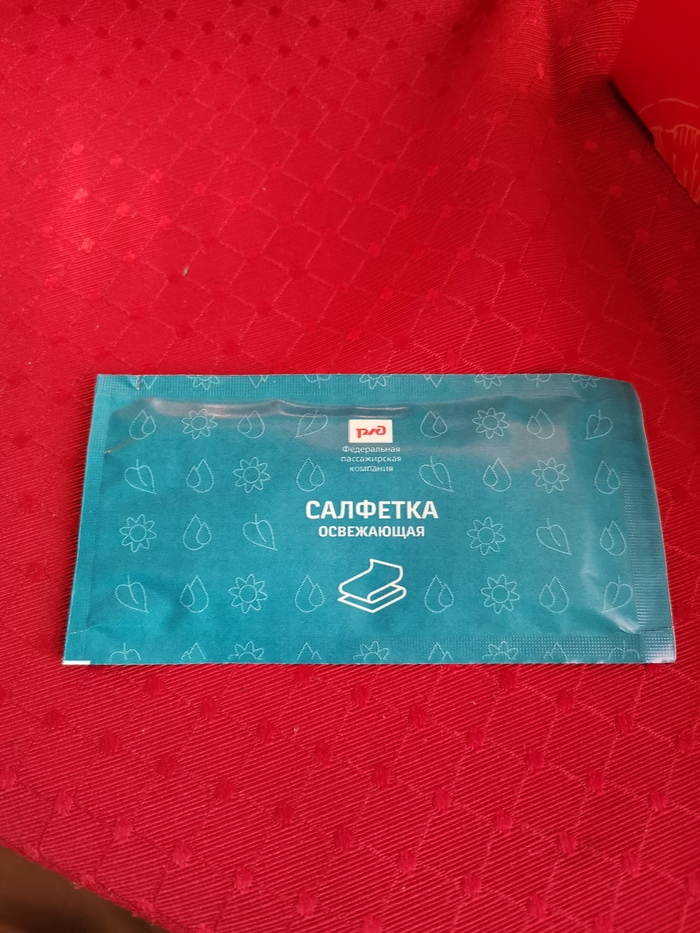 ржд
Федеральная
пассажирская
компания
САЛФЕТКА
ОСВЕЖАЮЩАЯ